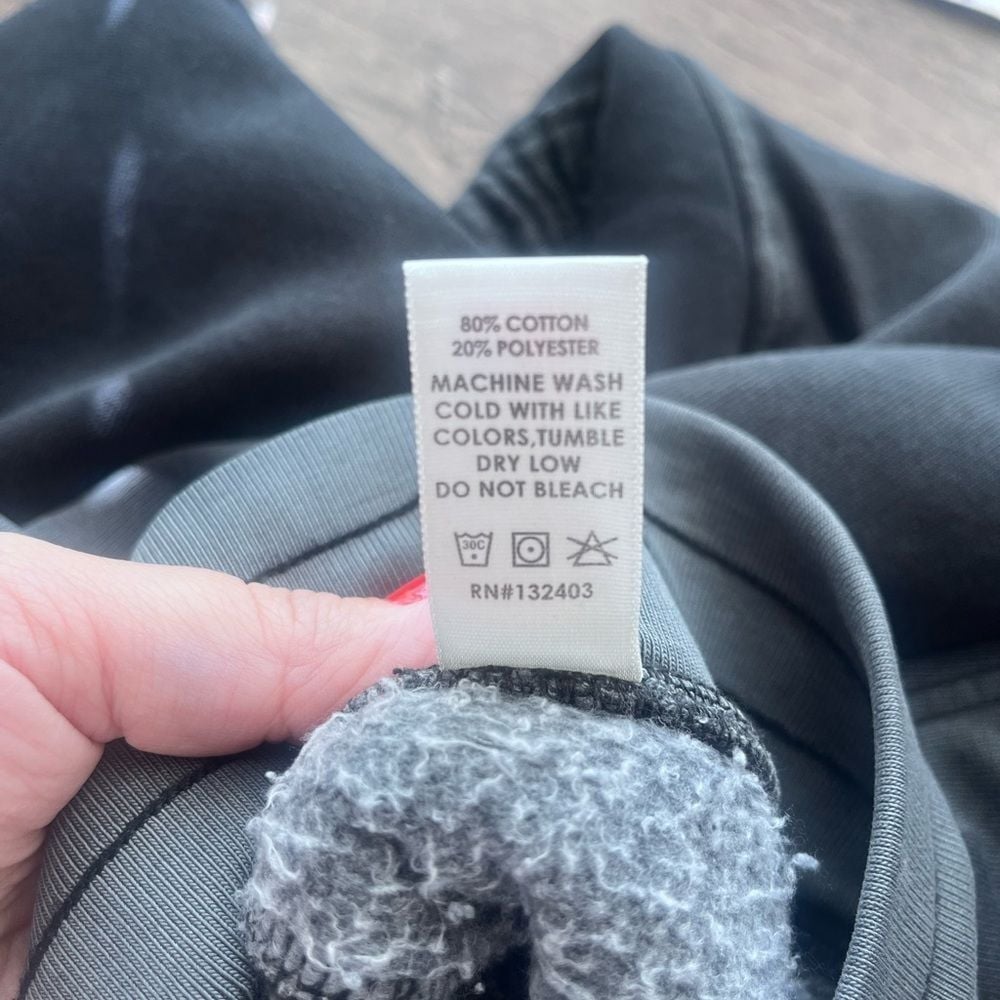 80% COTTON
20% POLYESTER
MACHINE WASH
COLD WITH LIKE
COLORS,TUMBLE
DRY LOW
DO NOT BLEACH
30C
RN#132403